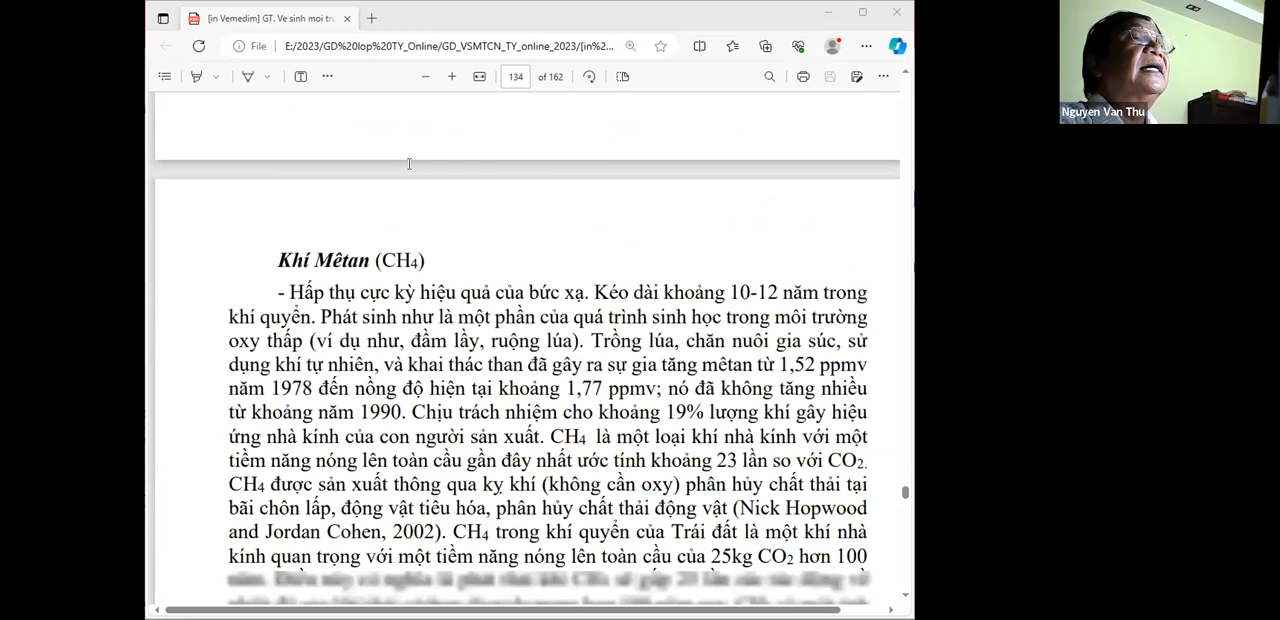 [in Vemedim] GT. Ve sinh moi trư
File
E:/2023/GD%20lop%20TY_Online/GD_VSMTCN_TY_online_2023/[in%2...
134 of 162
Nguyen Van Thu
Khí Mêtan (CH4)
- Hấp thụ cực kỳ hiệu quả của bức xạ. Kéo dài khoảng 10-12 năm trong
khí quyển. Phát sinh như là một phần của quá trình sinh học trong môi trường
oxy thấp (ví dụ như, đầm lầy, ruộng lúa). Trồng lúa, chăn nuôi gia súc, sử
dụng khí tự nhiên, và khai thác than đã gây ra sự gia tăng mêtan từ 1,52 ppmv
năm 1978 đến nồng độ hiện tại khoảng 1,77 ppmv; nó đã không tăng nhiều
từ khoảng năm 1990. Chịu trách nhiệm cho khoảng 19% lượng khí gây hiệu
ứng nhà kính của con người sản xuất. CH4 là một loại khí nhà kính với một
tiềm năng nóng lên toàn cầu gần đây nhất ước tính khoảng 23 lần so với CO2.
CH4 được sản xuất thông qua kỵ khí (không cần oxy) phân hủy chất thải tại
bãi chôn lấp, động vật tiêu hóa, phân hủy chất thải động vật (Nick Hopwood
and Jordan Cohen, 2002). CH4 trong khí quyển của Trái đất là một khí nhà
kính quan trọng với một tiềm năng nóng lên toàn cầu của 25kg CO2 hơn 100